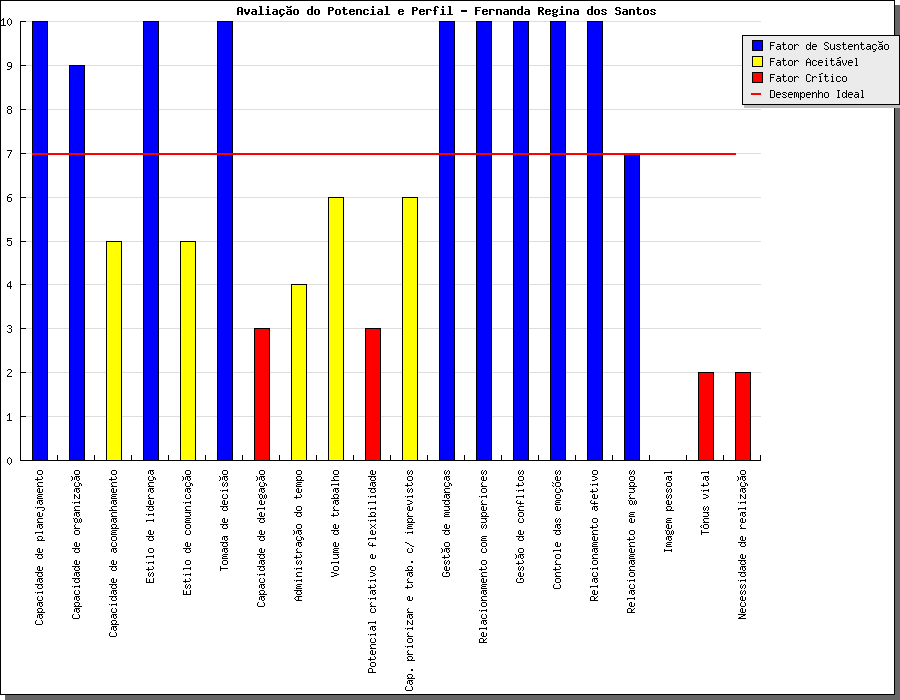 Avaliação do Potencial e Perfil - Fernanda Regina dos Santos
10
9
8
7
6
5
4
3
2
1
0
Fator de Sustentação
Fator Aceitável
Fator Crítico
Desempenho Ideal
Capacidade de planejamento
Capacidade de organização
Capacidade de acompanhamento
Estilo de liderança
Estilo de comunicação
Tomada de decisão
Capacidade de delegação
Administração do tempo
Volume de trabalho
Potencial criativo e flexibilidade
Cap. priorizar e trab. c/ imprevistos
Gestão de mudanças
Relacionamento com superiores
Gestão de conflitos
Controle das emoções
Relacionamento afetivo
Relacionamento em grupos
Imagem pessoal
Tônus vital
Necessidade de realização